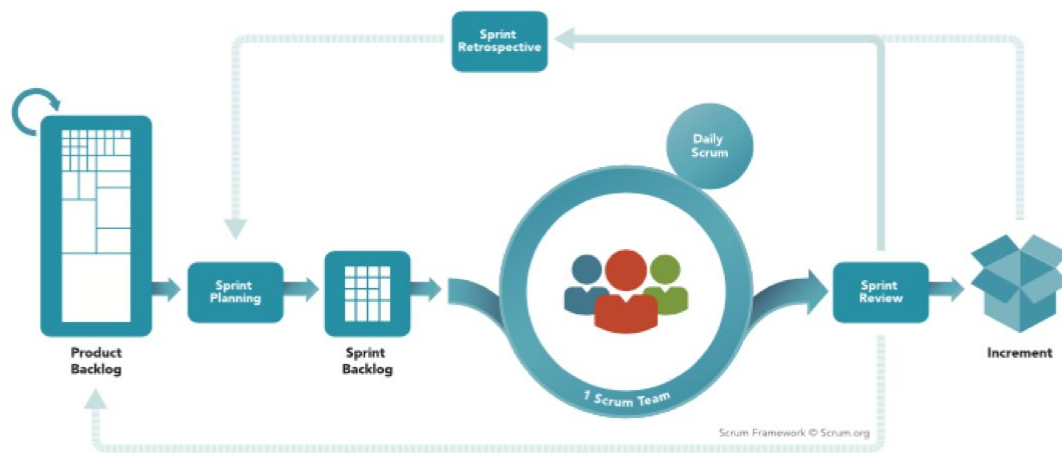 Sprint
Retrospective
Daily
Scrum
Sprint
Planning
Sprint
Review
Product
Backlog
Sprint
Backlog
Increment
1 Scrum Team
Scrum Framework © Scrum.org